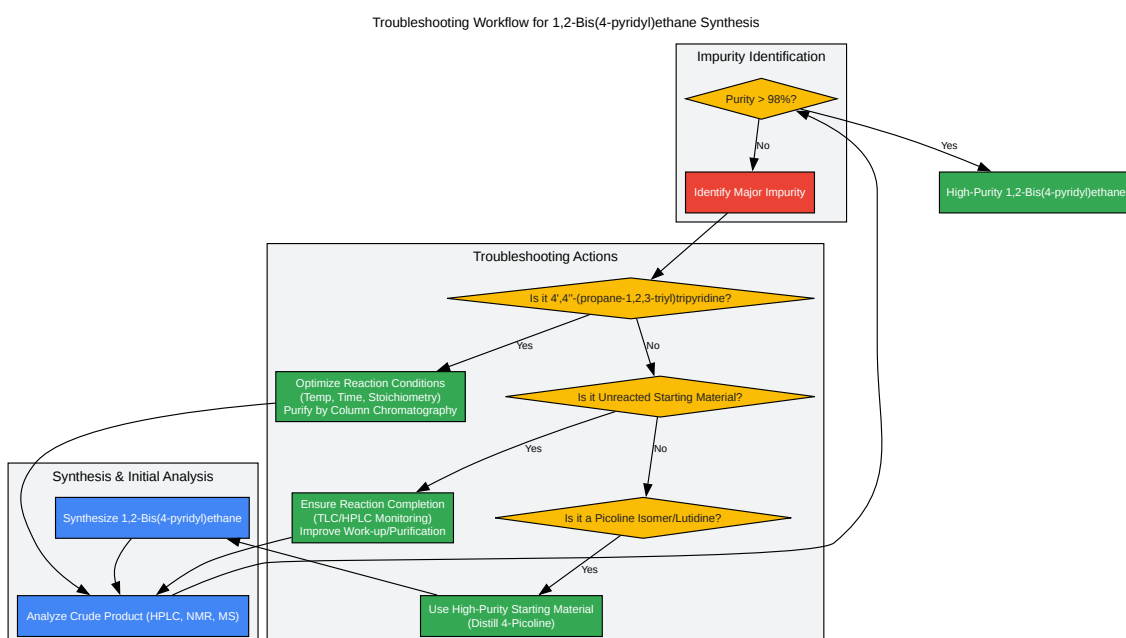 Troubleshooting Workflow for 1,2-Bis(4-pyridyl)ethane Synthesis
Impurity Identification
Purity > 98%?
No
Yes
Identify Major Impurity
High-Purity 1,2-Bis(4-pyridyl)ethane
Troubleshooting Actions
Is it 4',4''-(propane-1,2,3-triyl)tripyridine?
Yes
No
Optimize Reaction Conditions
(Temp, Time, Stoichiometry)
Purify by Column Chromatography
Is it Unreacted Starting Material?
Yes
No
Synthesis & Initial Analysis
Synthesize 1,2-Bis(4-pyridyl)ethane
Ensure Reaction Completion
(TLC/HPLC Monitoring)
Improve Work-up/Purification
Is it a Picoline Isomer/Lutidine?
Yes
Analyze Crude Product (HPLC, NMR, MS)
Use High-Purity Starting Material
(Distill 4-Picoline)